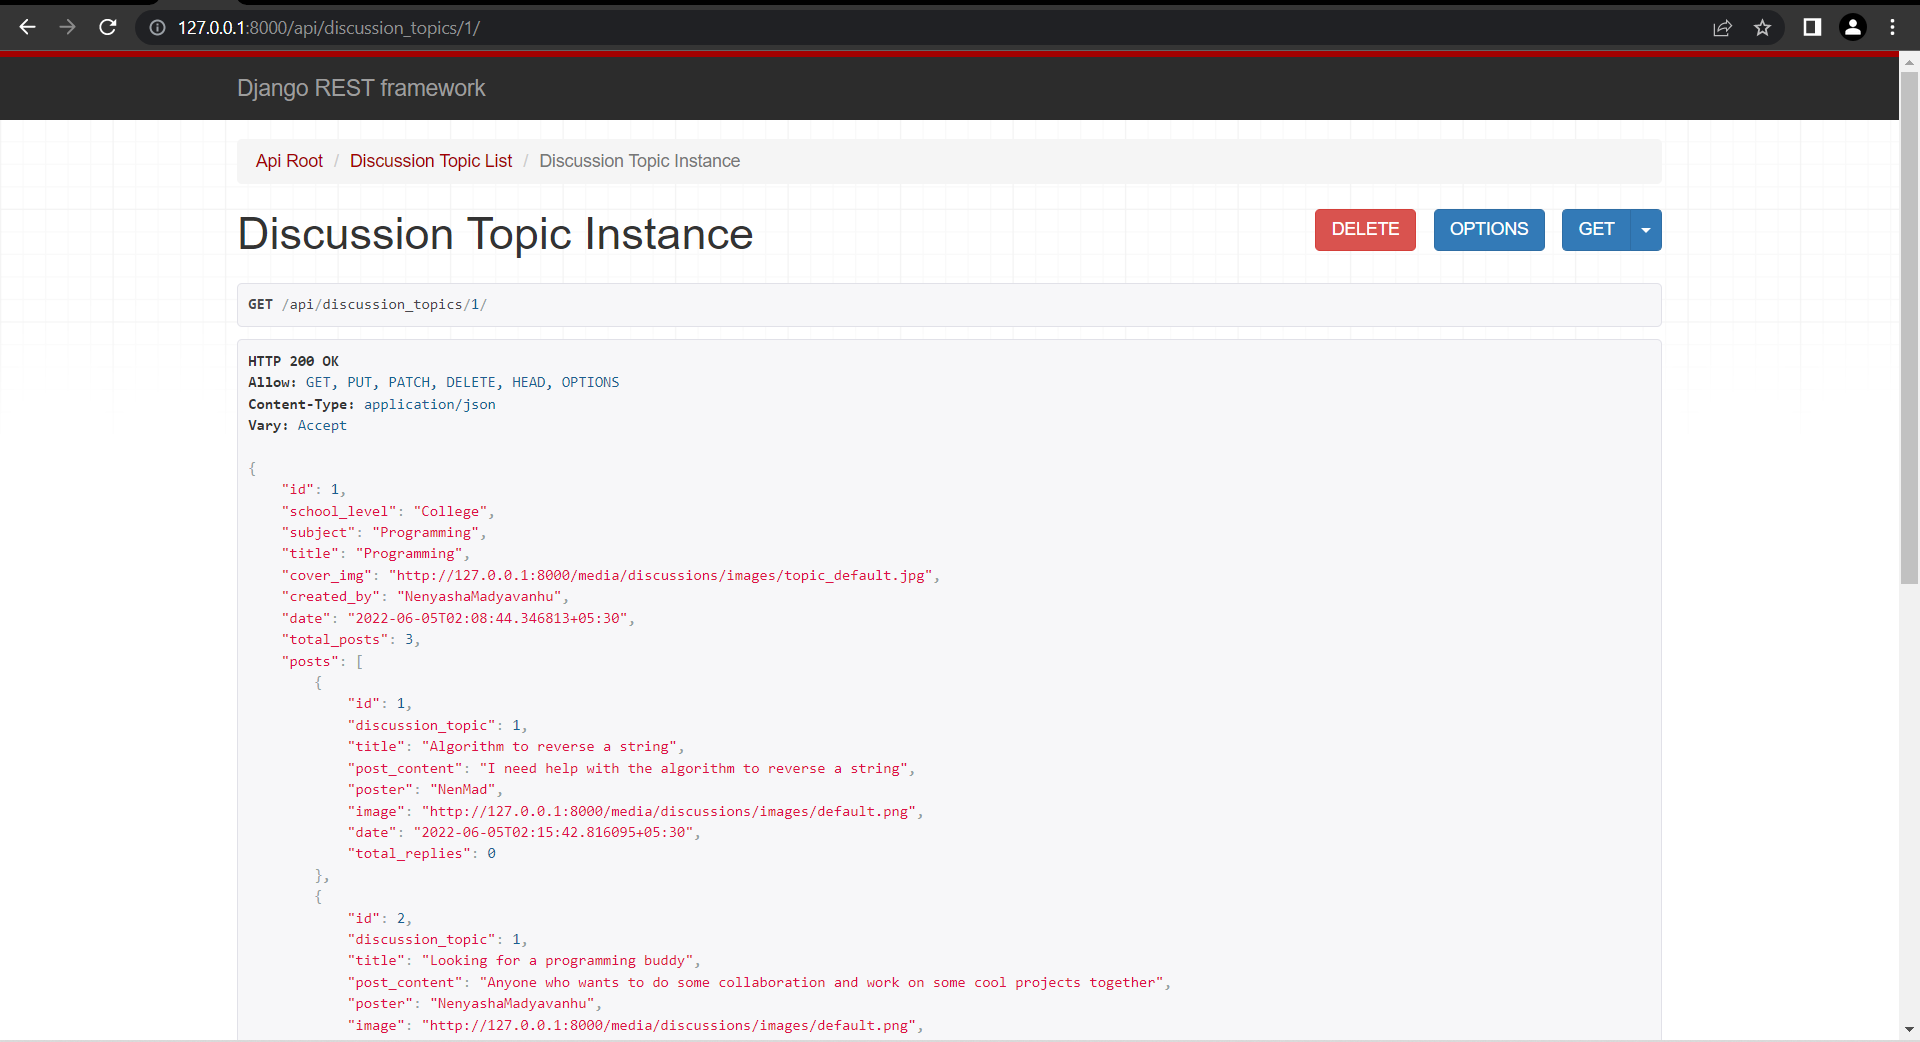 127.0.0.1:8000/api/discussion_topics/1/
Django REST framework
Api Root / Discussion Topic List / Discussion Topic Instance
Discussion Topic Instance
DELETE OPTIONS GET
GET /api/discussion_topics/1/
HTTP 200 OK
Allow: GET, PUT, PATCH, DELETE, HEAD, OPTIONS
Content-Type: application/json
Vary: Accept
{
"id": 1,
"school_level": "College",
"subject": "Programming",
"title": "Programming",
"cover_img": "http://127.0.0.1:8000/media/discussions/images/topic_default.jpg",
"created_by": "NenyashaMadyavanhu",
"date": "2022-06-05T02:08:44.346813+05:30",
"total_posts": 3,
"posts": [
{
"id": 1,
"discussion_topic": 1,
"title": "Algorithm to reverse a string",
"post_content": "I need help with the algorithm to reverse a string",
"poster": "NenMad",
"image": "http://127.0.0.1:8000/media/discussions/images/default.png",
"date": "2022-06-05T02:15:42.816095+05:30",
"total_replies": 0
},
{
"id": 2,
"discussion_topic": 1,
"title": "Looking for a programming buddy",
"post_content": "Anyone who wants to do some collaboration and work on some cool projects together",
"poster": "NenyashaMadyavanhu",
"image": "http://127.0.0.1:8000/media/discussions/images/default.png",